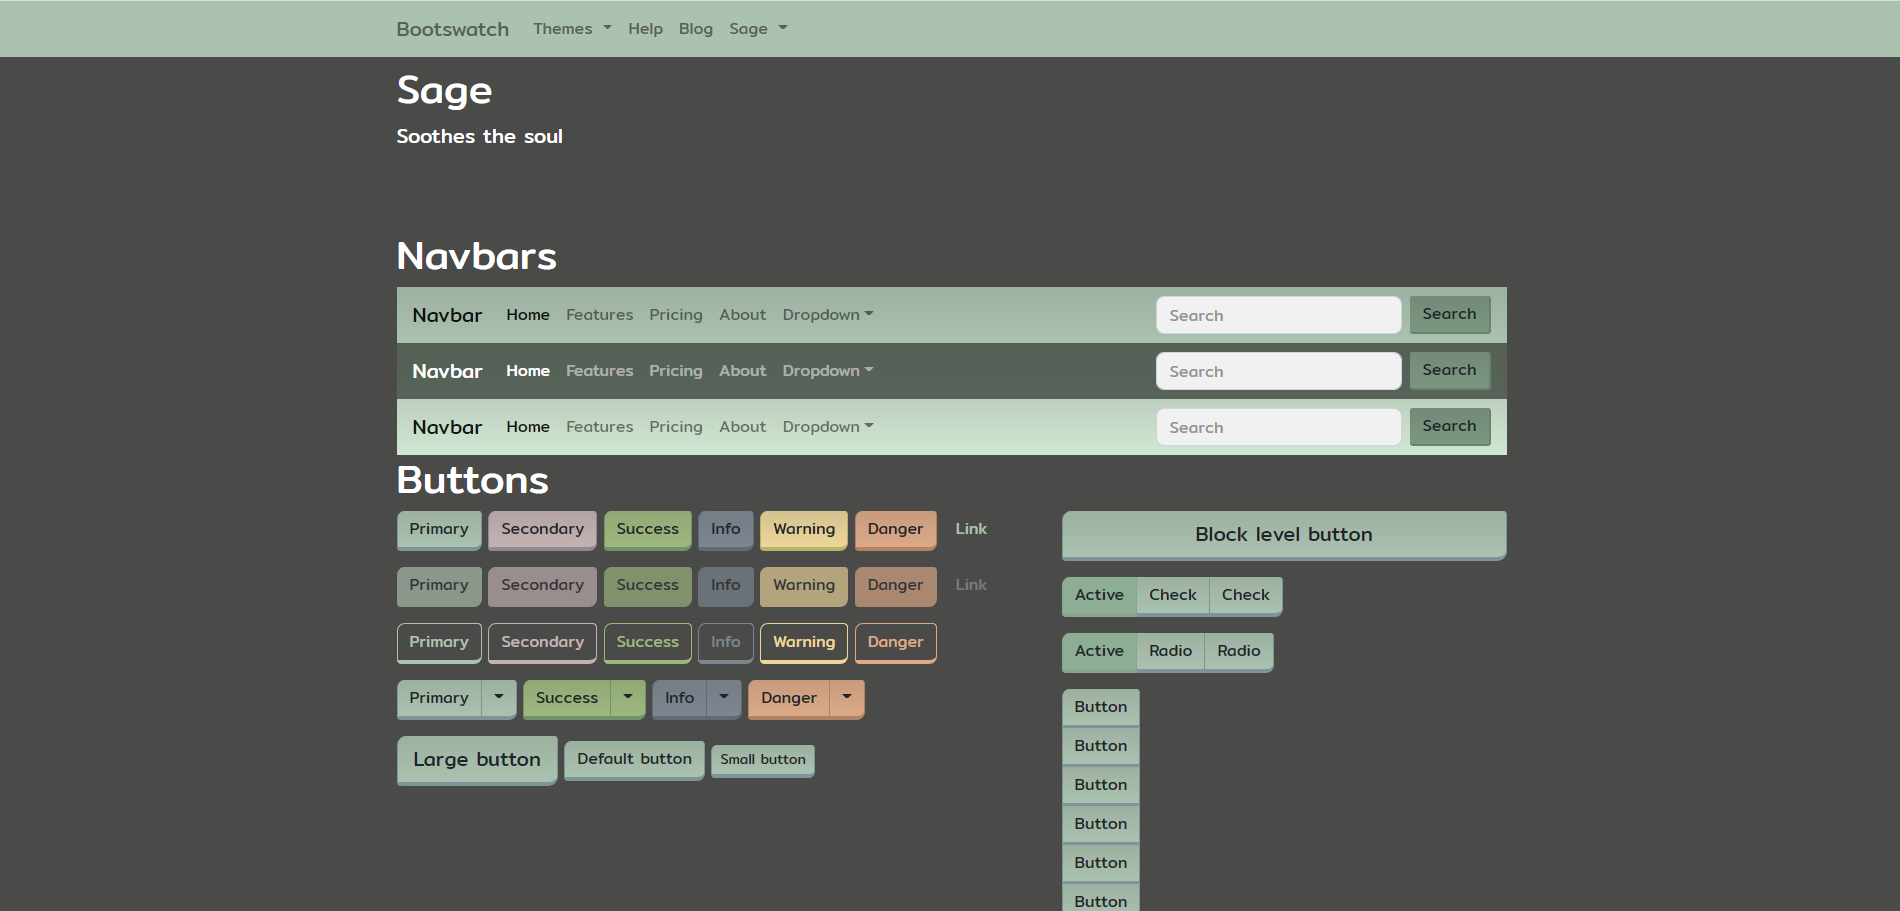 Bootswatch Themes Help Blog Sage
Sage
Soothes the soul
Navbars
Navbar Home Features Pricing About Dropdown Search Search
Navbar Home Features Pricing About Dropdown Search Search
Navbar Home Features Pricing About Dropdown Search Search
Buttons
Primary Secondary Success Info Warning Danger Link
Primary Secondary Success Info Warning Danger Link
Primary Secondary Success Info Warning Danger
Primary Success Info Danger
Large button Default button Small button
Block level button
Active Check Check
Active Radio Radio
Button
Button
Button
Button
Button
Button